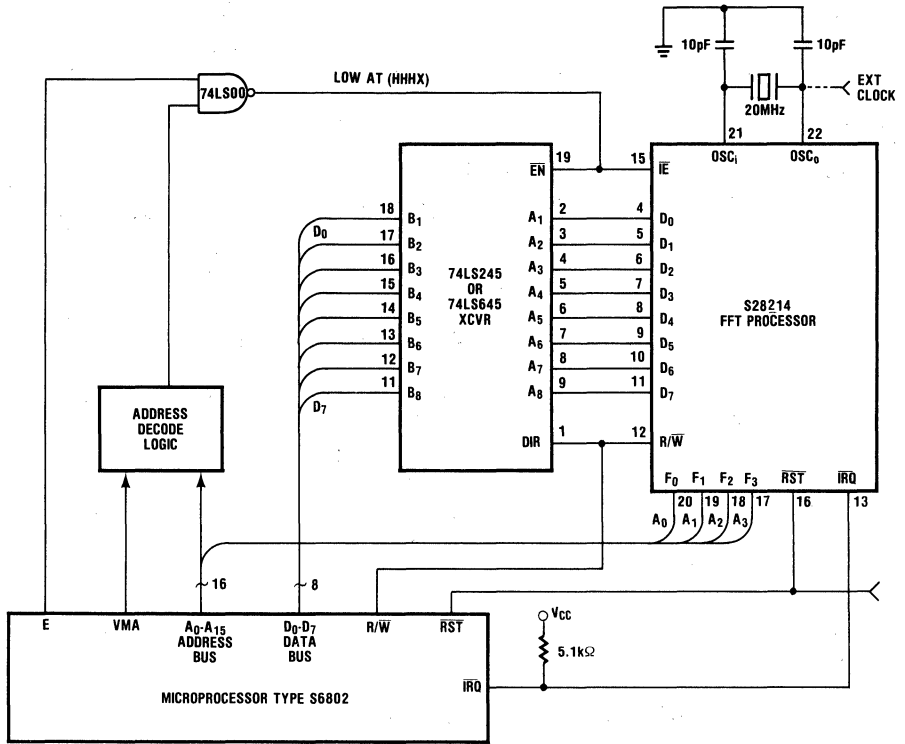 10pF
10pF
EXT
CLOCK
20MHz
LOW AT (HHHX)
74LS00
21
22
OSCi
OSCo
19
15
EN
IE
18
B1
2
4
A1
D0
D0
17
B2
3
5
A2
D1
16
B3
4
6
A3
D2
15
B4
5
7
A4
D3
14
B5
6
8
A5
D4
13
B6
7
9
A6
D5
12
B7
8
10
A7
D6
11
B8
9
11
A8
D7
D7
74LS245
OR
74LS645
XCVR
S28214
FFT PROCESSOR
ADDRESS
DECODE
LOGIC
DIR
1
12
R/W
F0
F1
F2
F3
RST
IRQ
20
19
18
17
16
13
A0
A1
A2
A3
16
8
E
VMA
A0-A15
ADDRESS
BUS
D0-D7
DATA
BUS
R/W
RST
VCC
5.1kΩ
IRQ
MICROPROCESSOR TYPE S6802